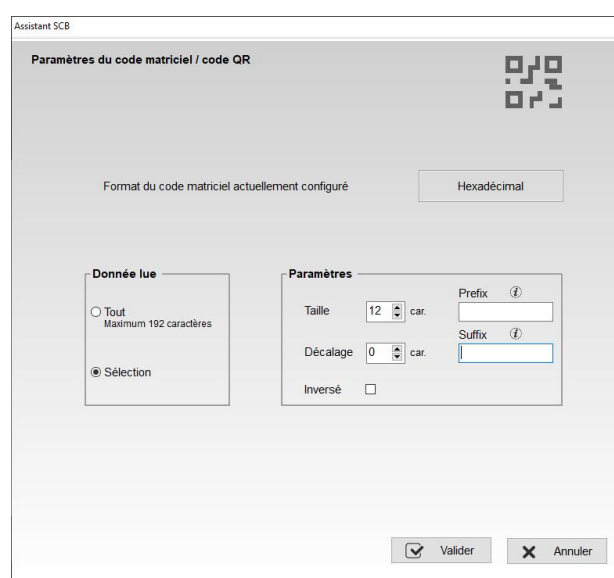 Assistant SCB
Paramètres du code matriciel / code QR
Format du code matriciel actuellement configuré
Hexadécimal
Donnée lue
Tout
Maximum 192 caractères
Sélection
Paramètres
Taille 12 car.
Prefix i
Décalage 0 car.
Suffix i
Inversé
Valider
Annuler